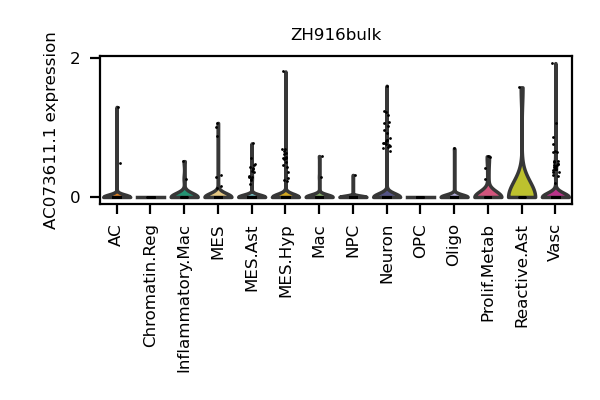 ZH916bulk
AC073611.1 expression
2
0
AC
Chromatin.Reg
Inflammatory.Mac
MES
MES.Ast
MES.Hyp
Mac
NPC
Neuron
OPC
Oligo
Prolif.Metab
Reactive.Ast
Vasc